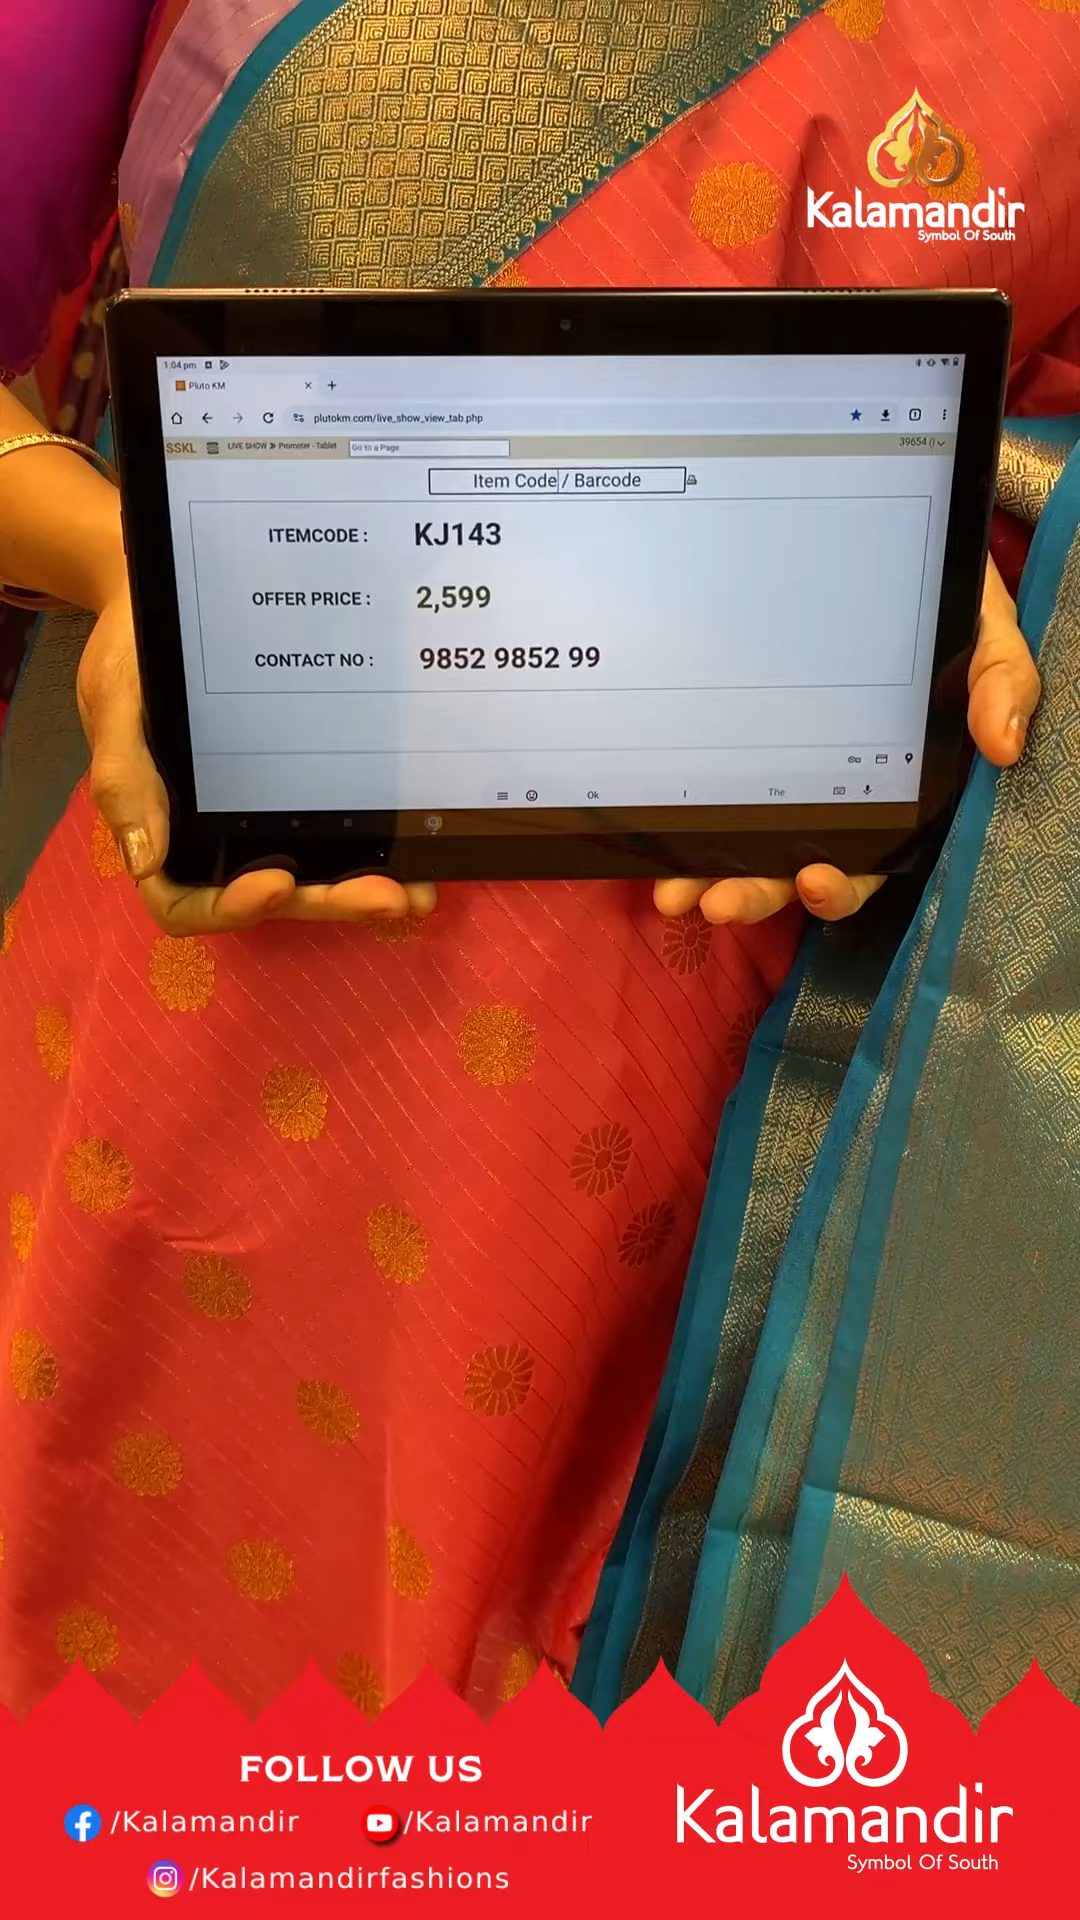 Kalamandir
Symbol Of South
1:04 pm
Pluto KM
plutokm.com/live_show_view_tab.php
SSKL
LIVE SHOW » Promoter - Tablet
Go to a Page
39654 ()
Item Code / Barcode
ITEMCODE : KJ143
OFFER PRICE : 2,599
CONTACT NO : 9852 9852 99
Ok
I
The
FOLLOW US
/Kalamandir
/Kalamandir
/Kalamandirfashions
Kalamandir
Symbol Of South